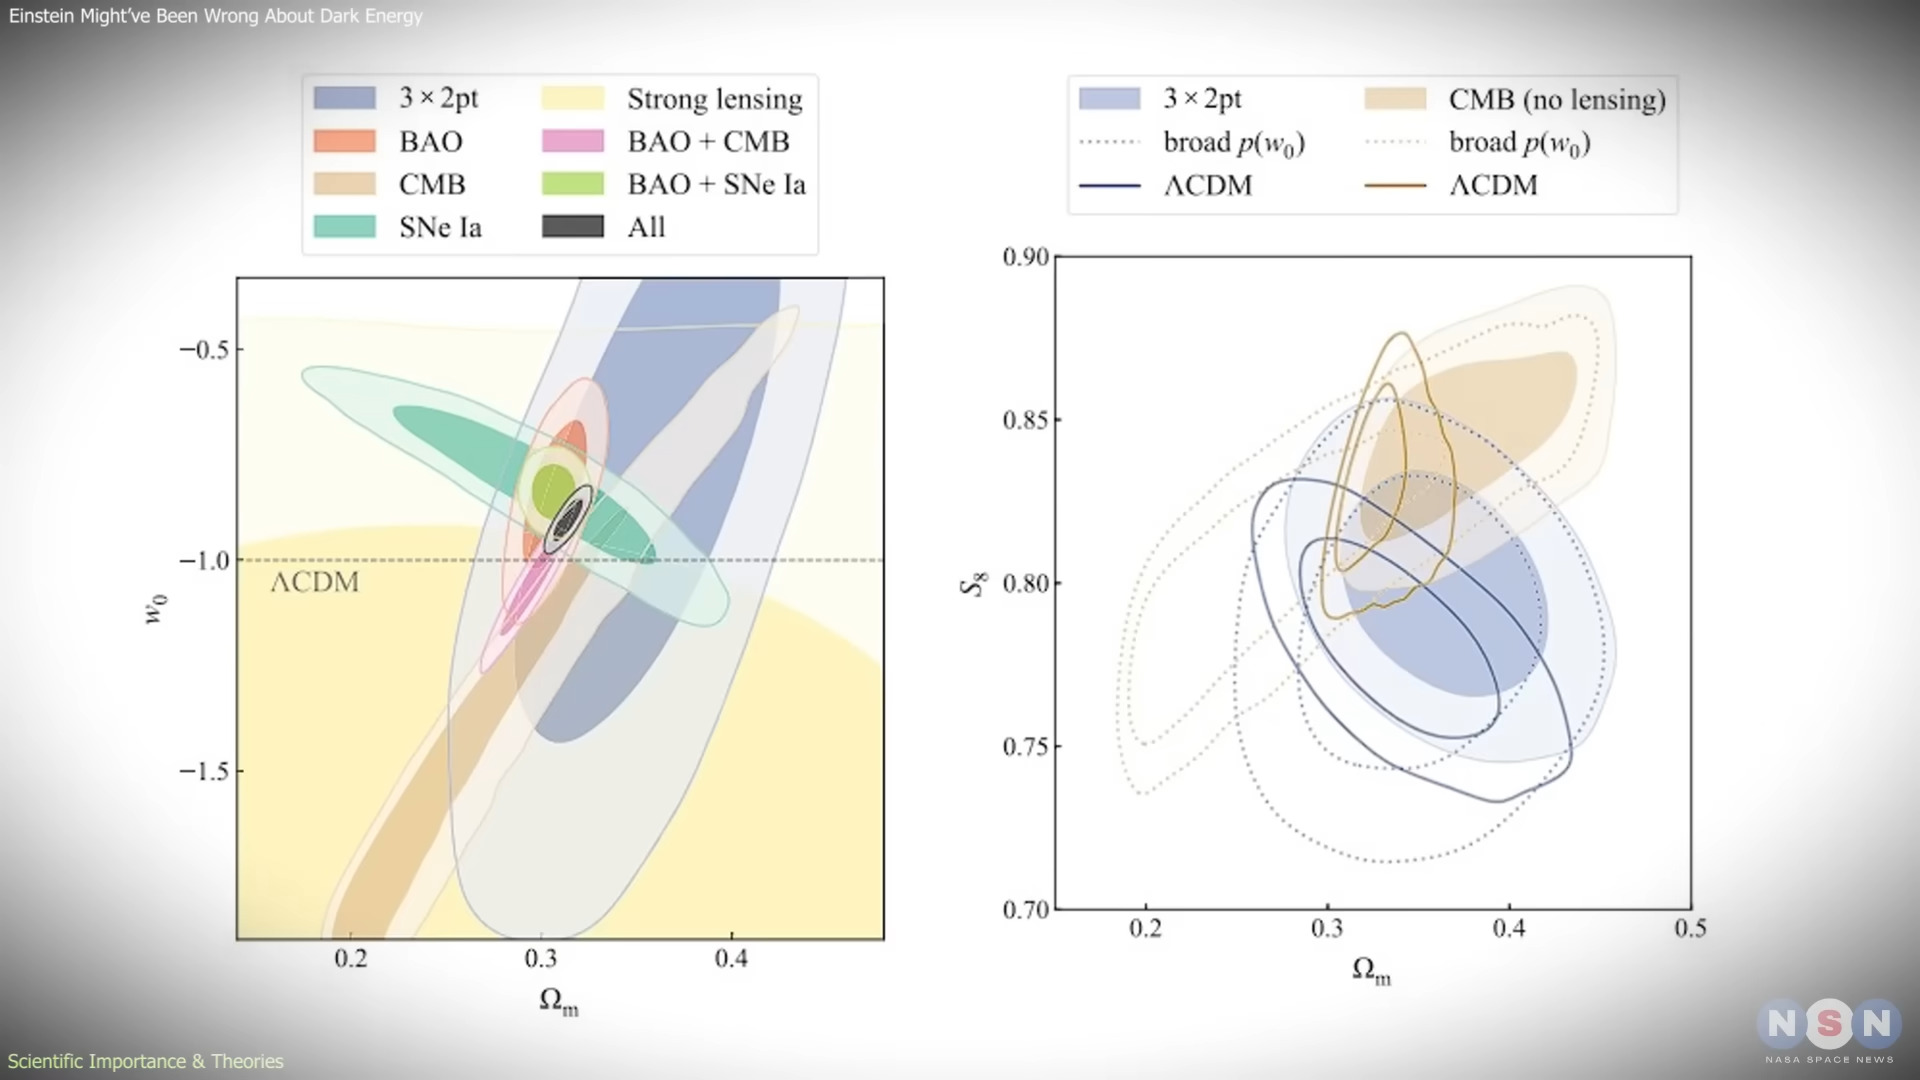 Einstein Might’ve Been Wrong About Dark Energy
3 × 2pt
BAO
CMB
SNe Ia
Strong lensing
BAO + CMB
BAO + SNe Ia
All
−0.5
−1.0
−1.5
w₀
ΛCDM
0.2 0.3 0.4
Ωₘ
3 × 2pt
broad p(w₀)
ΛCDM
CMB (no lensing)
broad p(w₀)
ΛCDM
0.90
0.85
0.80
0.75
0.70
S₈
0.2 0.3 0.4 0.5
Ωₘ
Scientific Importance & Theories
NSN
NASA SPACE NEWS